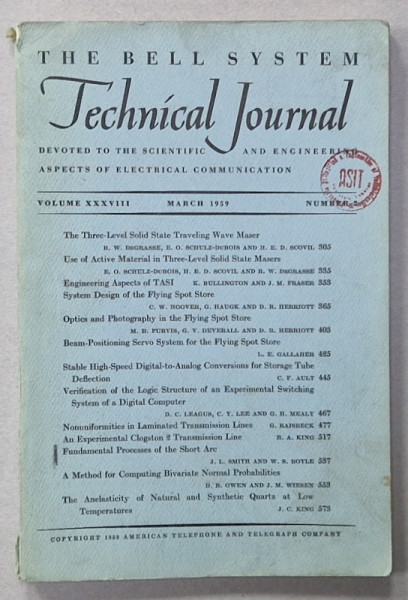 THE BELL SYSTEM
Technical Journal
DEVOTED TO THE SCIENTIFIC AND ENGINEERING
ASPECTS OF ELECTRICAL COMMUNICATION
ASIT
VOLUME XXXVIII MARCH 1959 NUMBER 2
The Three-Level Solid State Traveling Wave Maser
R. W. DEGRASSE, E. O. SCHULZ-DUBOIS AND H. E. D. SCOVIL 305
Use of Active Material in Three-Level Solid State Masers
E. O. SCHULZ-DUBOIS, H. E. D. SCOVIL AND R. W. DEGRASSE 335
Engineering Aspects of TASI K. BULLINGTON AND J. M. FRASER 353
System Design of the Flying Spot Store
C. W. HOOVER, G. HAUGK AND D. R. HERRIOTT 365
Optics and Photography in the Flying Spot Store
M. B. PURVIS, G. V. DEVERALL AND D. R. HERRIOTT 403
Beam-Positioning Servo System for the Flying Spot Store
L. E. GALLAHER 425
Stable High-Speed Digital-to-Analog Conversions for Storage Tube
Deflection C. F. AULT 445
Verification of the Logic Structure of an Experimental Switching
System of a Digital Computer
D. C. LEAGUS, C. Y. LEE AND G. H. MEALY 467
Nonuniformities in Laminated Transmission Lines G. RAISBECK 477
An Experimental Clogston 2 Transmission Line R. A. KING 517
Fundamental Processes of the Short Arc
J. L. SMITH AND W. S. BOYLE 537
A Method for Computing Bivariate Normal Probabilities
D. B. OWEN AND J. M. WIESEN 553
The Anelasticity of Natural and Synthetic Quartz at Low
Temperatures J. C. KING 573
COPYRIGHT 1959 AMERICAN TELEPHONE AND TELEGRAPH COMPANY